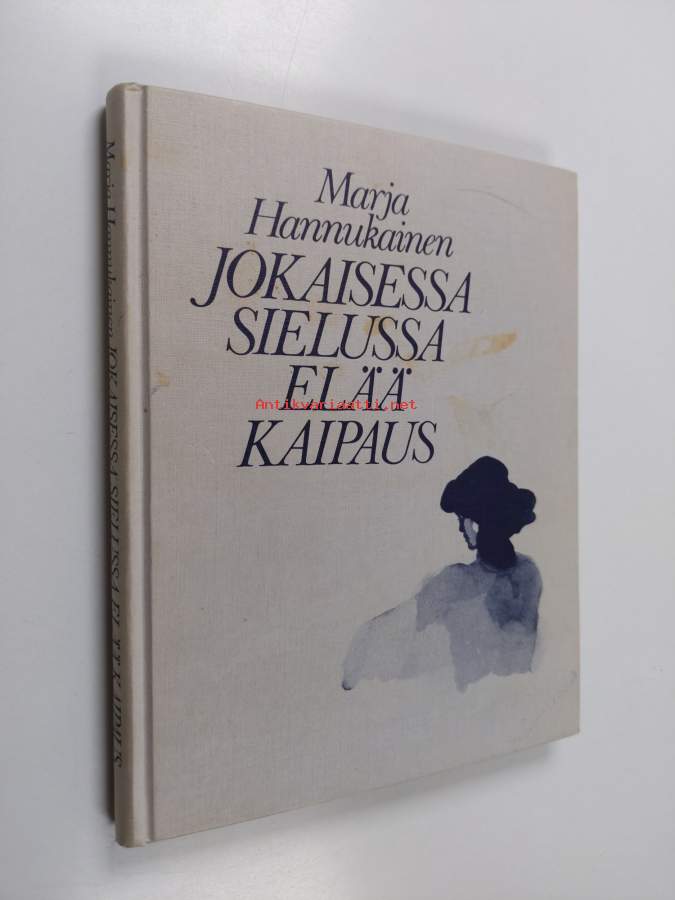 Marja
Hannukainen
JOKAISESSA
SIELUSSA
ELÄÄ
KAIPAUS
Antikvariaatti.net
Marja Hannukainen JOKAISESSA SIELUSSA ELÄÄ KAIPAUS